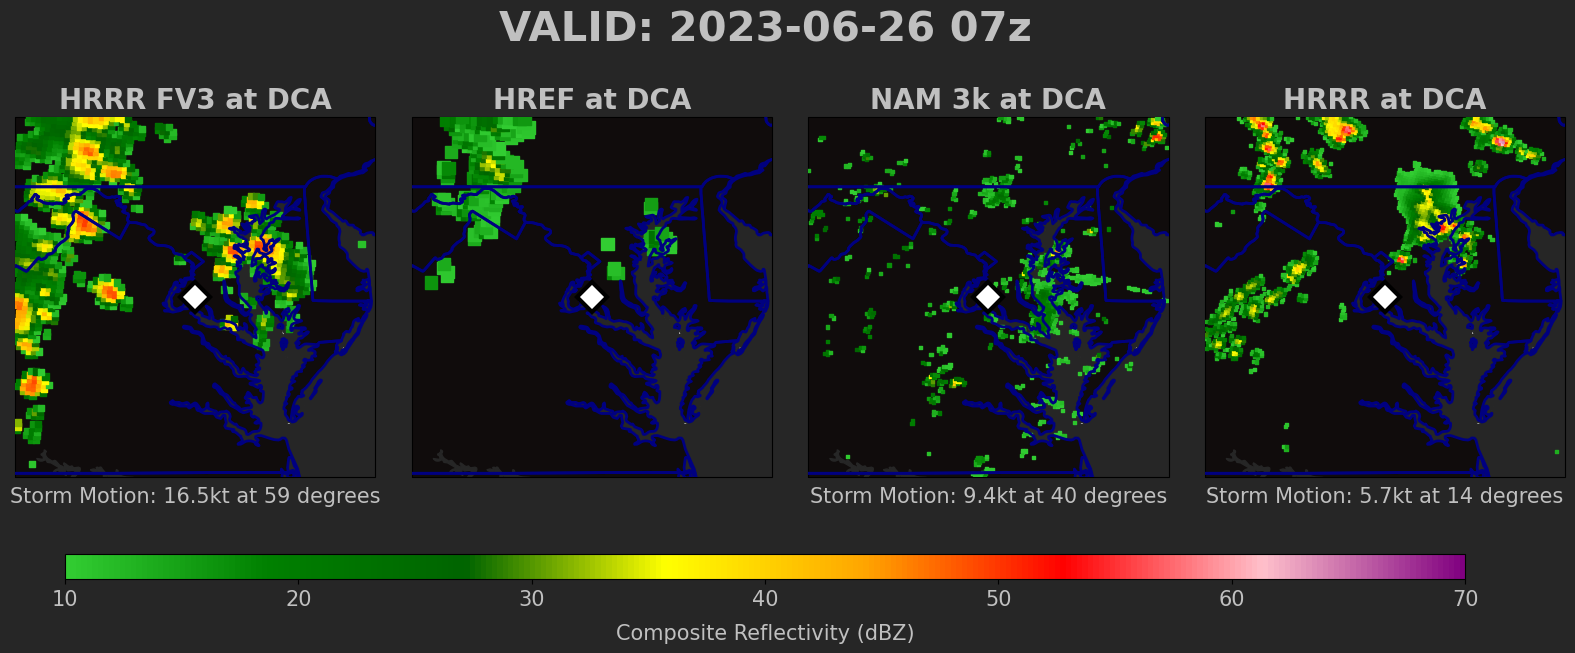 VALID: 2023-06-26 07z
HRRR FV3 at DCA
HREF at DCA
NAM 3k at DCA
HRRR at DCA
Storm Motion: 16.5kt at 59 degrees
Storm Motion: 9.4kt at 40 degrees
Storm Motion: 5.7kt at 14 degrees
10 20 30 40 50 60 70
Composite Reflectivity (dBZ)